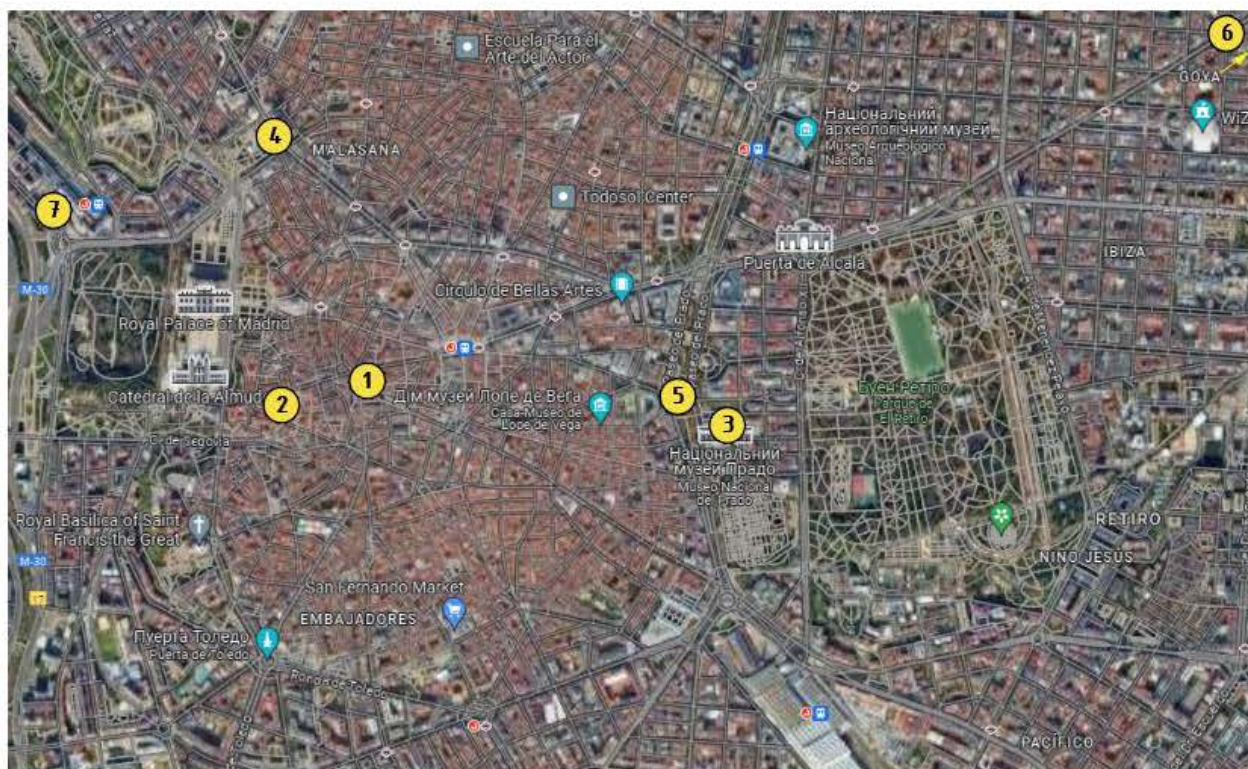 6
Escuela Para el
Arte del Actor
GOYA
WiZ
Національний
археологічний музей
Museo Arqueológico
Nacional
4
MALASAÑA
Todosol Center
7
Puerta de Alcalá
IBIZA
M-30
Círculo de Bellas Artes
Royal Palace of Madrid
1
Catedral de la Almud
2
Дім музей Лопе де Вега
Casa-Museo de
Lope de Vega
5
3
Буен-Ретіро
Parque de
El Retiro
C. de Segovia
Національний
музей Прадо
Museo Nacional
del Prado
Royal Basilica of Saint
Francis the Great
RETIRO
NIÑO JESÚS
M-30
San Fernando Market
EMBAJADORES
Пуерта Толедо
Puerta de Toledo
Ronda de Toledo
PACÍFICO